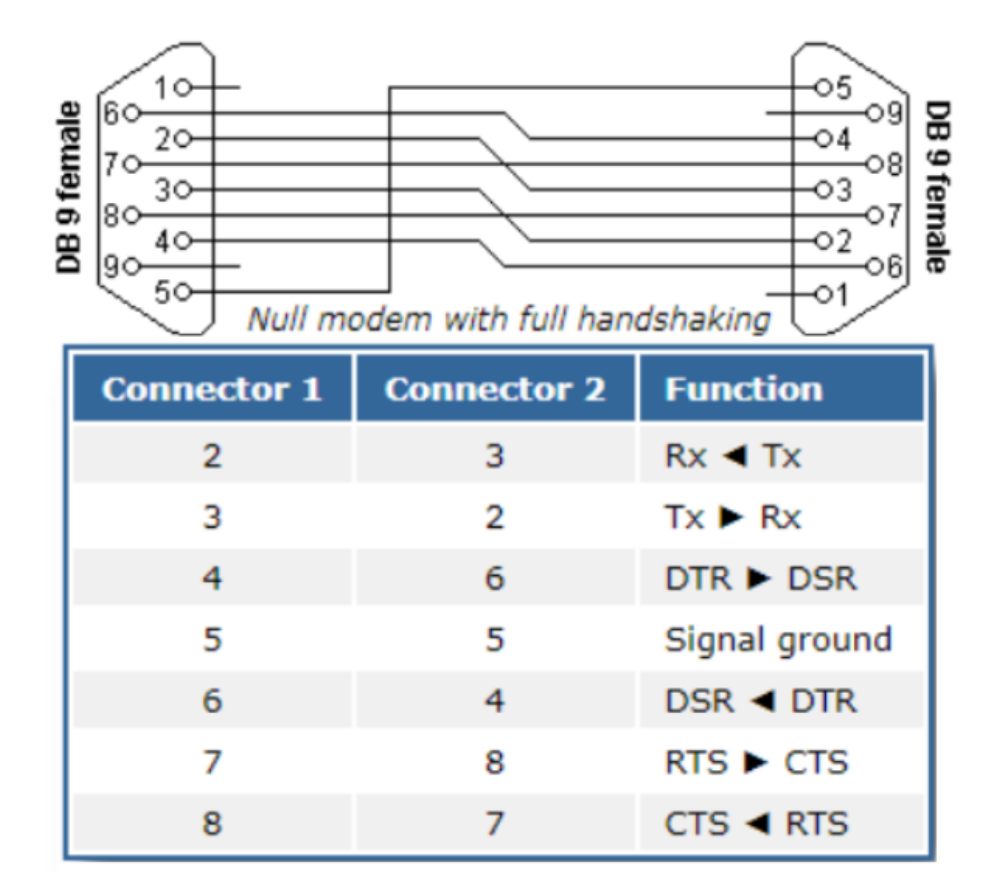 DB 9 female
1
6
2
7
3
8
4
9
5
5
9
4
8
3
7
2
6
1
DB 9 female
Null modem with full handshaking
Connector 1 Connector 2 Function
2 3 Rx ◄ Tx
3 2 Tx ► Rx
4 6 DTR ► DSR
5 5 Signal ground
6 4 DSR ◄ DTR
7 8 RTS ► CTS
8 7 CTS ◄ RTS